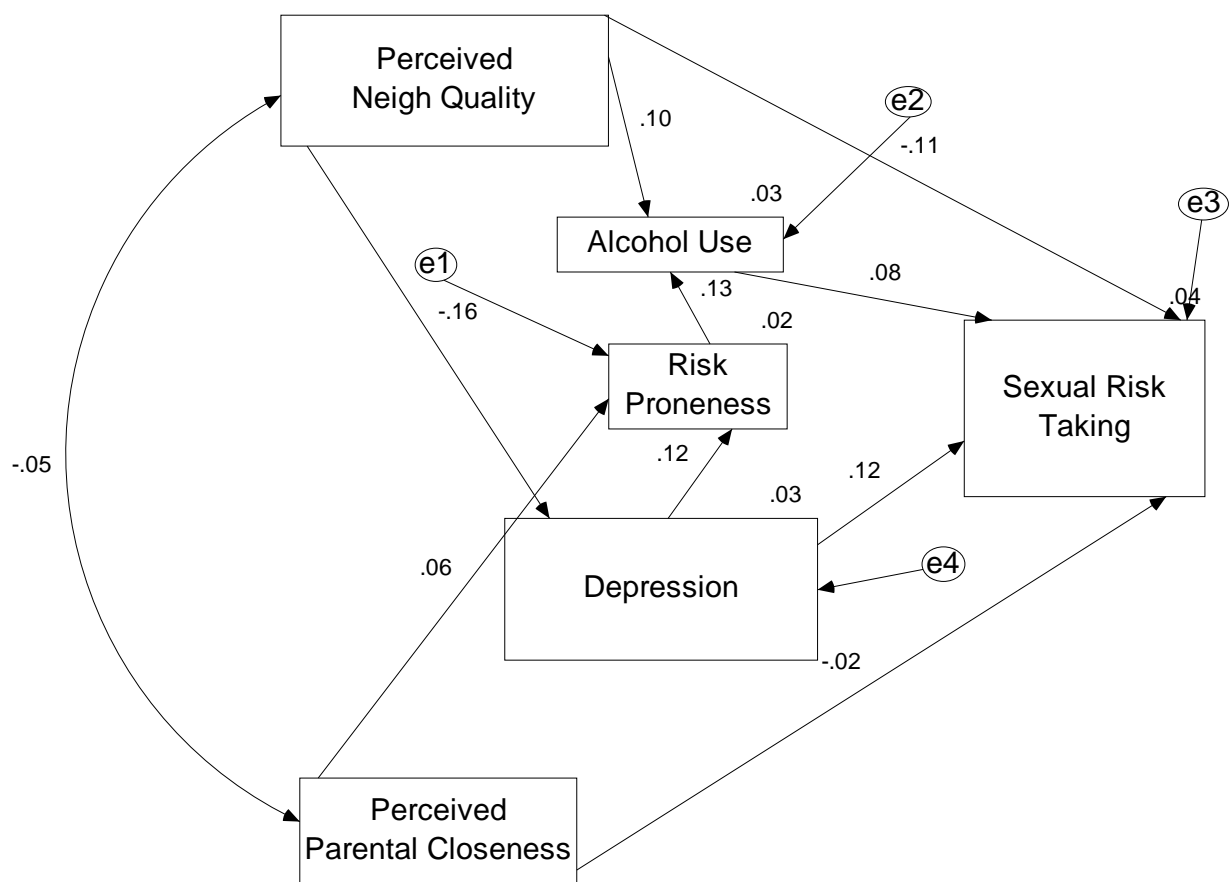 Perceived
Neigh Quality
e2
.10
-.11
.03
e3
Alcohol Use
e1
.08
.13
.04
-.16
.02
Risk
Proneness
Sexual Risk
Taking
.12
-.05
.03
.12
.06
Depression
e4
-.02
Perceived
Parental Closeness